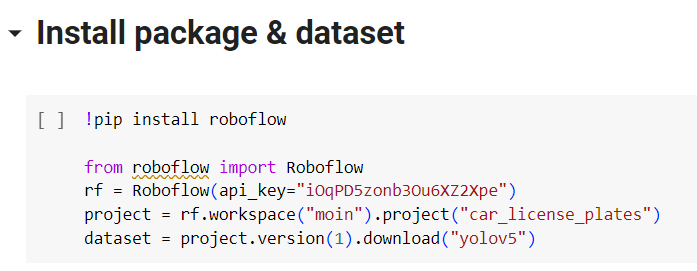 Install package & dataset
[ ] !pip install roboflow
from roboflow import Roboflow
rf = Roboflow(api_key="iOqPD5zonb3Ou6XZ2Xpe")
project = rf.workspace("moin").project("car_license_plates")
dataset = project.version(1).download("yolov5")